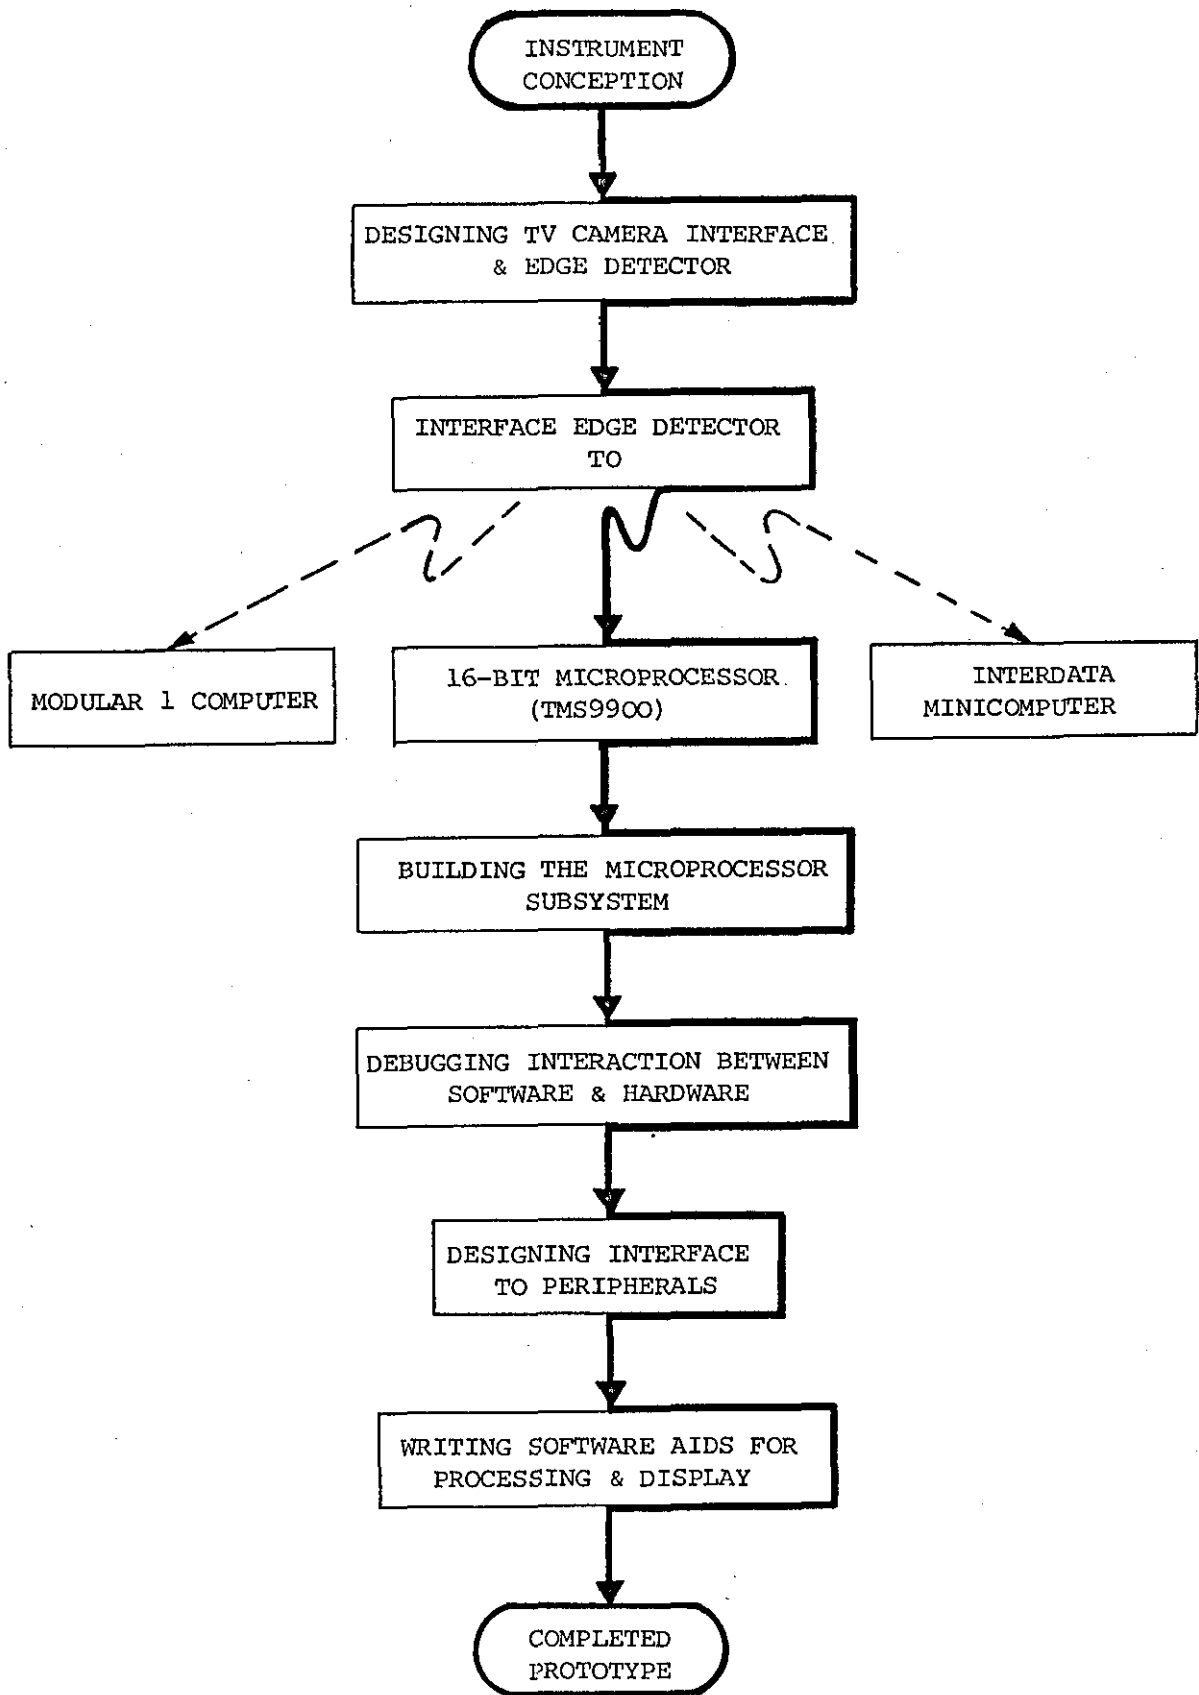 INSTRUMENT
CONCEPTION
DESIGNING TV CAMERA INTERFACE
& EDGE DETECTOR
INTERFACE EDGE DETECTOR
TO
MODULAR 1 COMPUTER
16-BIT MICROPROCESSOR
(TMS9900)
INTERDATA
MINICOMPUTER
BUILDING THE MICROPROCESSOR
SUBSYSTEM
DEBUGGING INTERACTION BETWEEN
SOFTWARE & HARDWARE
DESIGNING INTERFACE
TO PERIPHERALS
WRITING SOFTWARE AIDS FOR
PROCESSING & DISPLAY
COMPLETED
PROTOTYPE